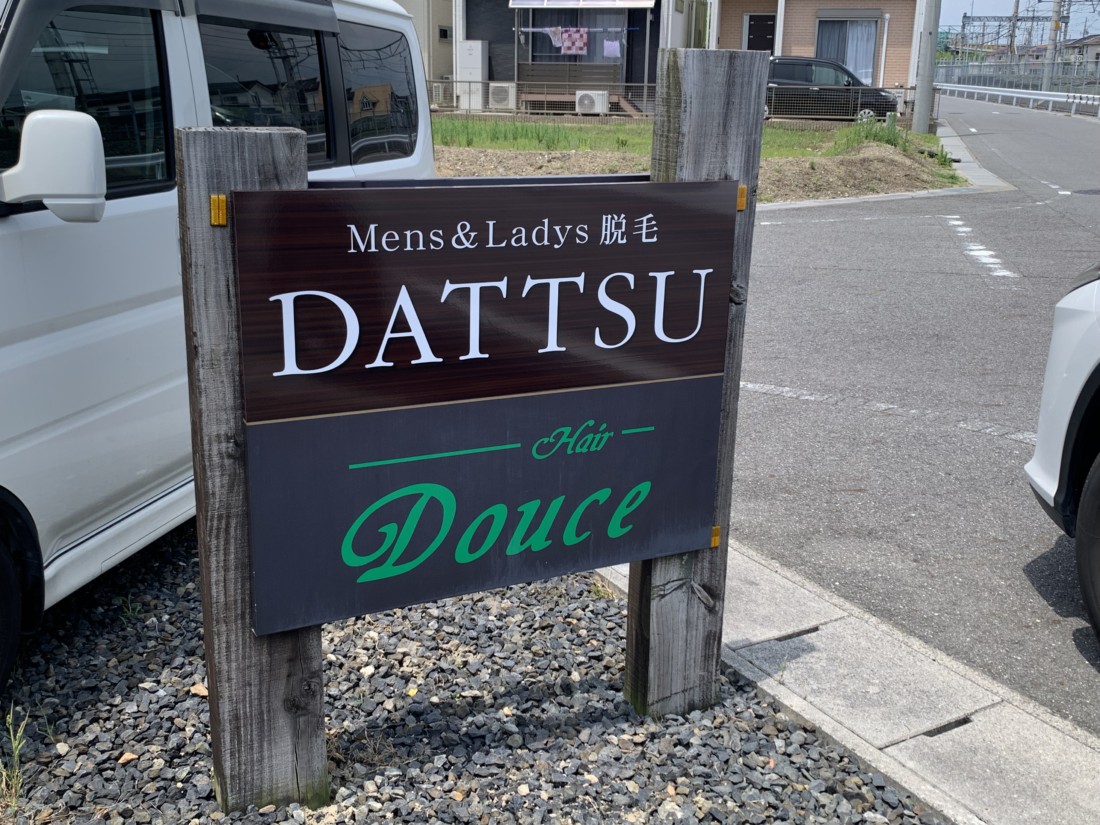 Mens&Ladys 脱毛
DATTSU
Hair
Douce